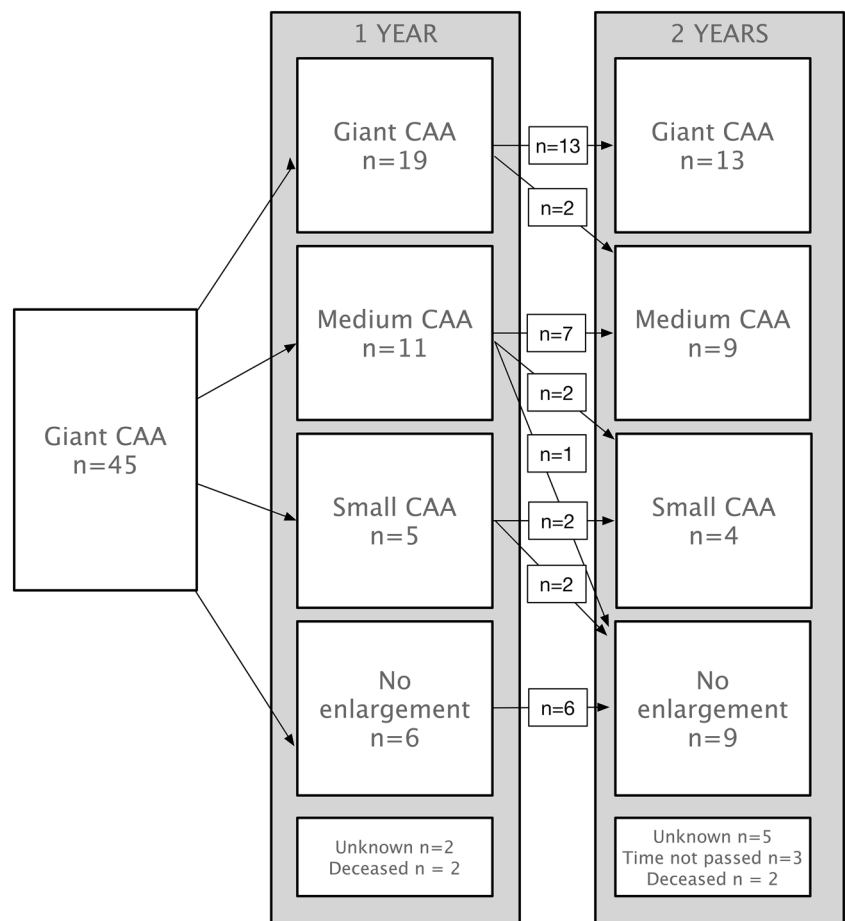 1 YEAR
2 YEARS
Giant CAA
n=45
Giant CAA
n=19
Medium CAA
n=11
Small CAA
n=5
No
enlargement
n=6
Unknown n=2
Deceased n = 2
n=13
n=2
n=7
n=2
n=1
n=2
n=2
n=6
Giant CAA
n=13
Medium CAA
n=9
Small CAA
n=4
No
enlargement
n=9
Unknown n=5
Time not passed n=3
Deceased n = 2